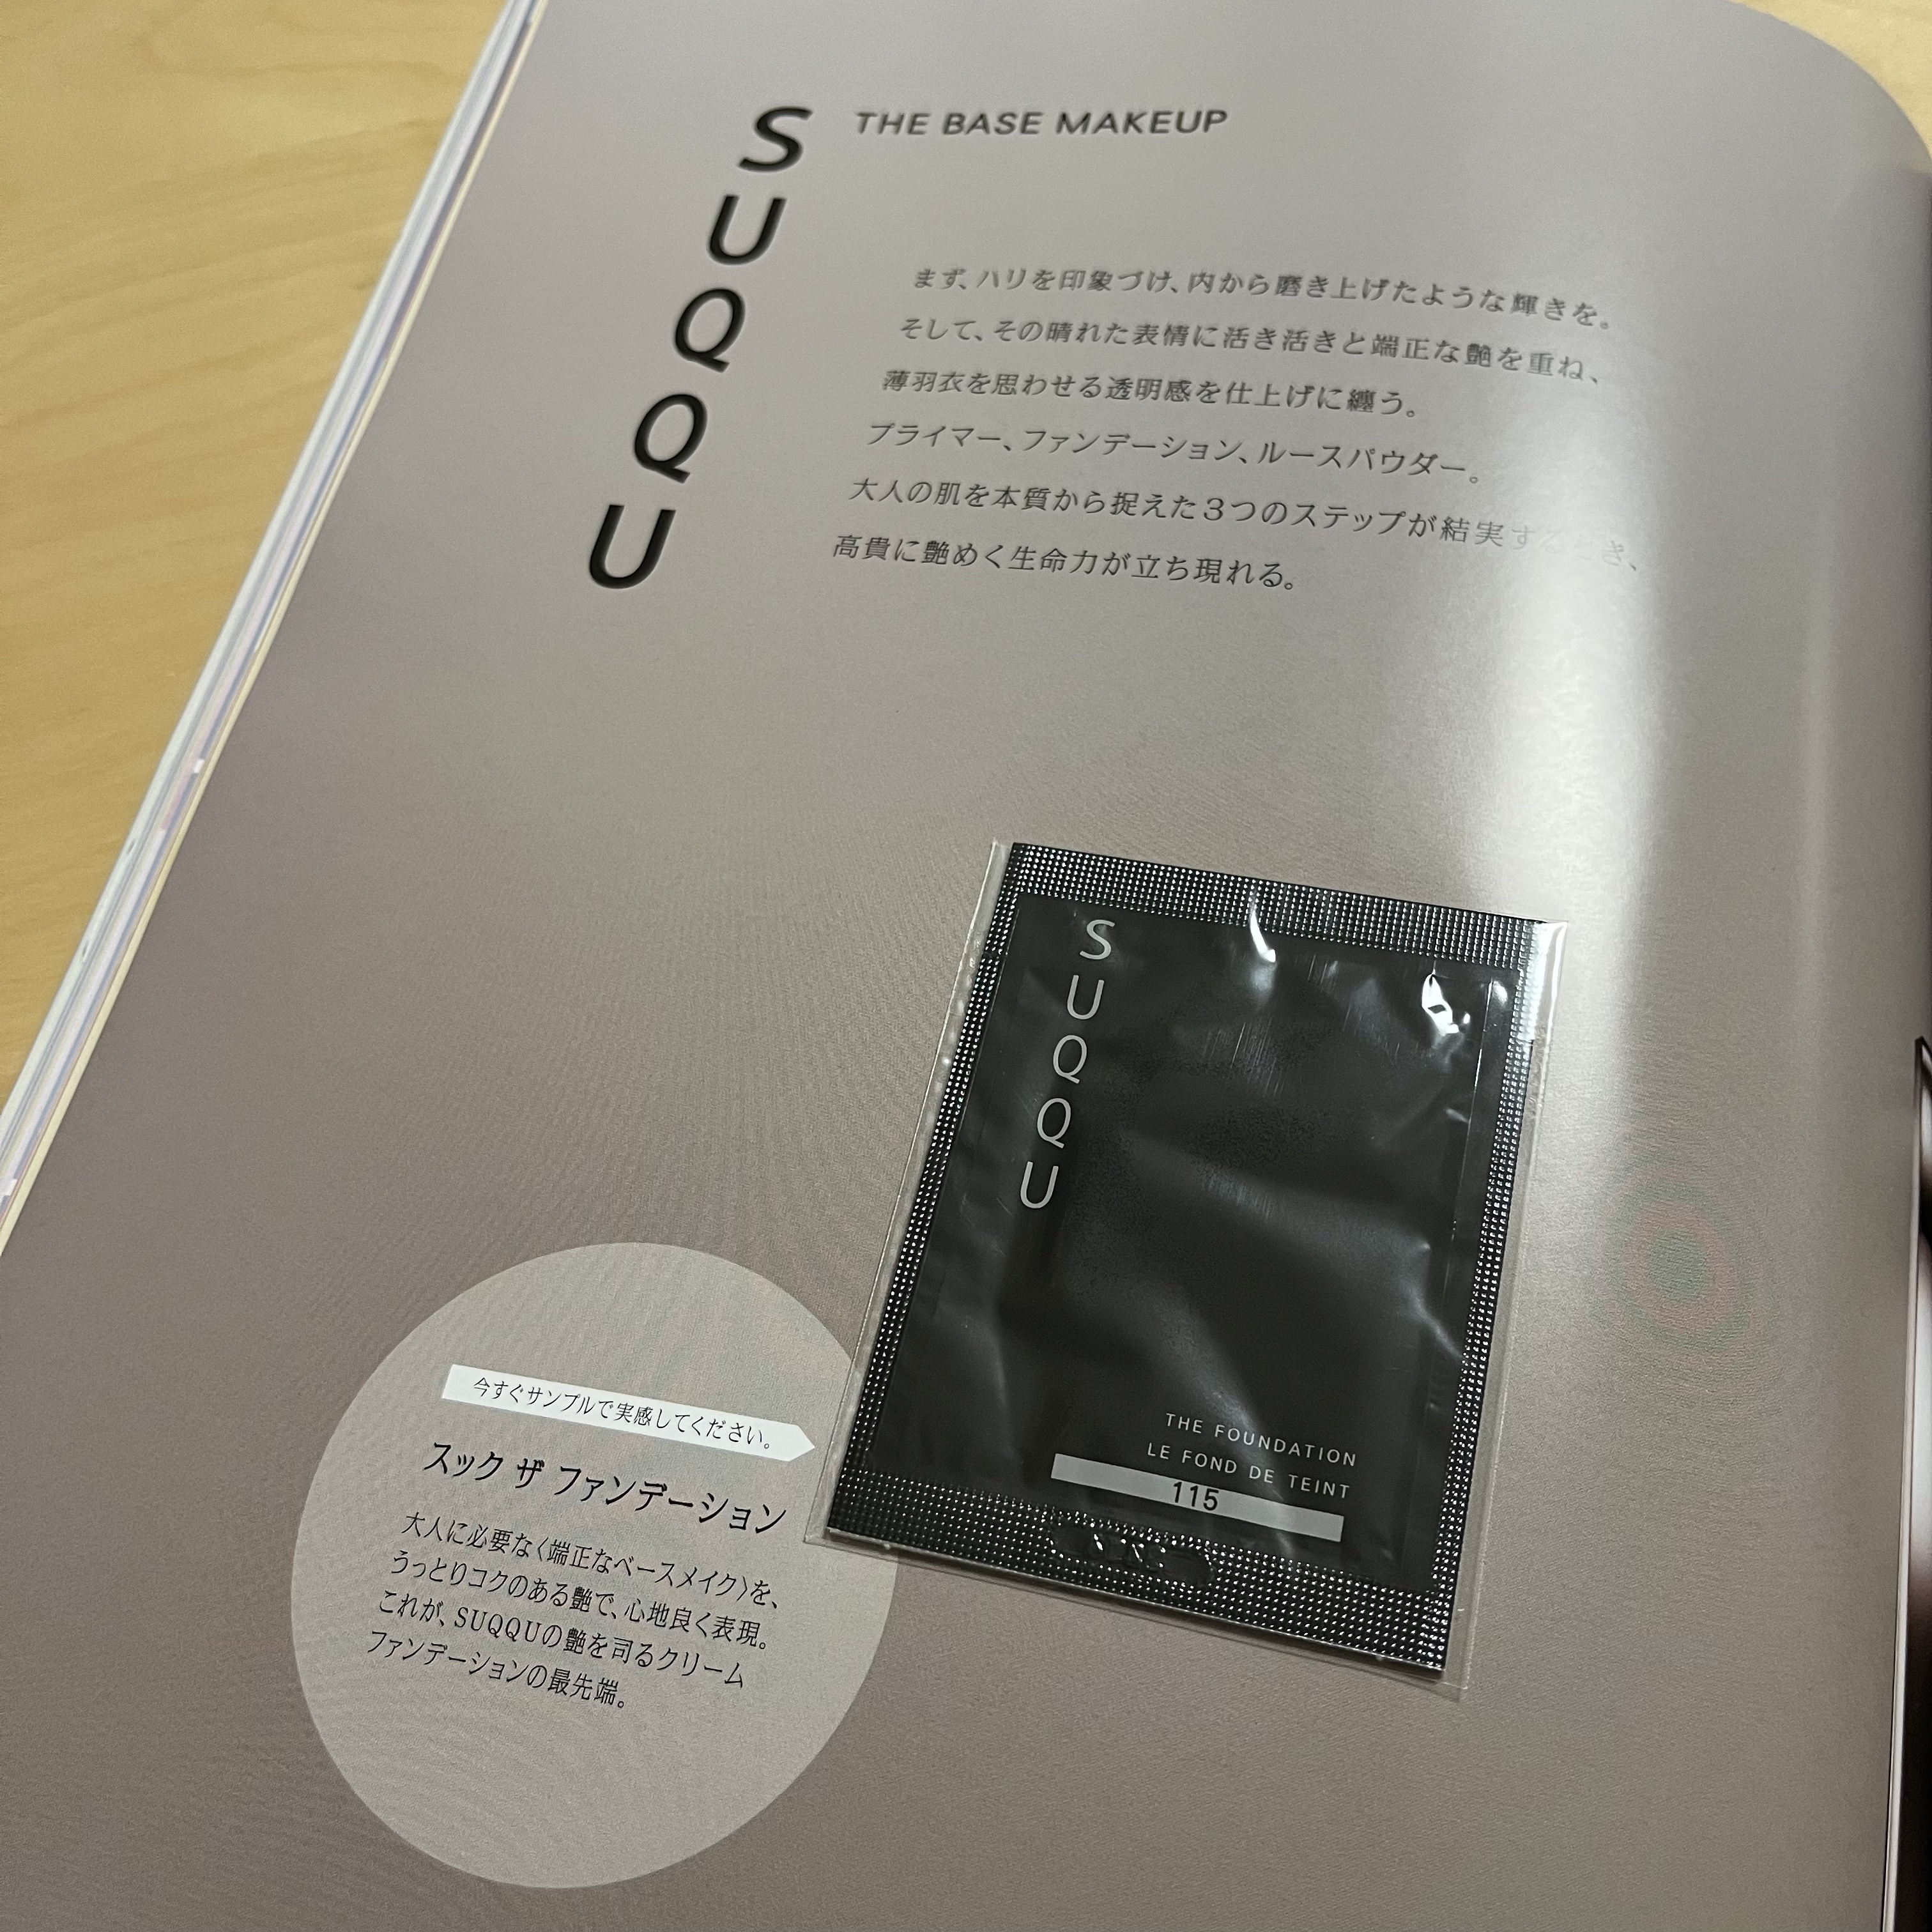 SUQQU
THE BASE MAKEUP
まず、ハリを印象づけ、内から磨き上げたような輝きを。
そして、その晴れた表情に活き活きと端正な艶を重ね、
薄羽衣を思わせる透明感を仕上げに纏う。
プライマー、ファンデーション、ルースパウダー。
大人の肌を本質から捉えた3つのステップが結実するとき、
高貴に艶めく生命力が立ち現れる。
SUQQU
THE FOUNDATION
LE FOND DE TEINT
115
今すぐサンプルで実感してください。
スック ザ ファンデーション
大人に必要な〈端正なベースメイク〉を、
うっとりコクのある艶で、心地良く表現。
これが、SUQQUの艶を司るクリーム
ファンデーションの最先端。